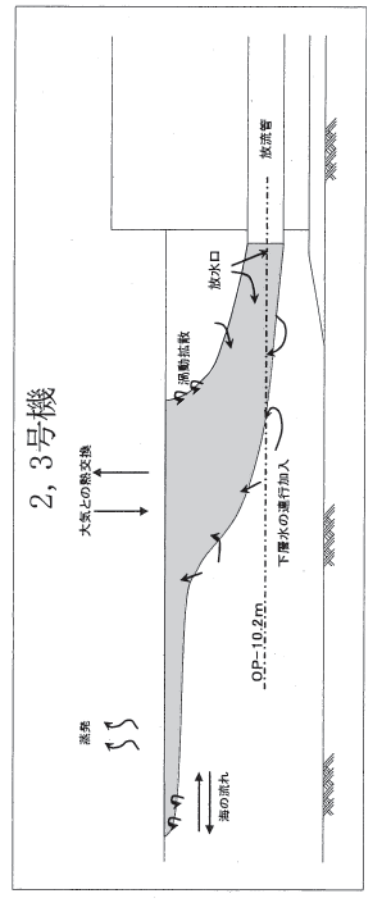 2，3号機
大気との熱交換
蒸発
渦動拡散
放水口
放流管
OP-10.2m
下層水の連行加入
海の流れ